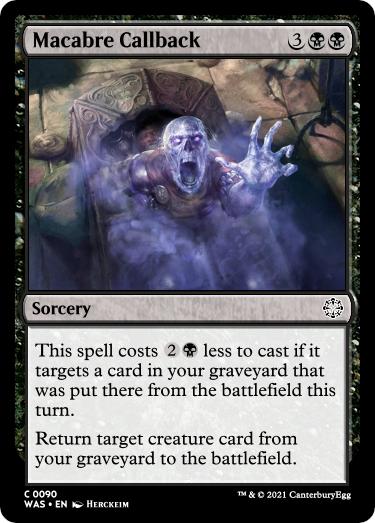 Macabre Callback 3
Sorcery
This spell costs 2 less to cast if it
targets a card in your graveyard that
was put there from the battlefield this
turn.
Return target creature card from
your graveyard to the battlefield.
C 0090
WAS • EN HERCKEIM
™ & © 2021 CanterburyEgg